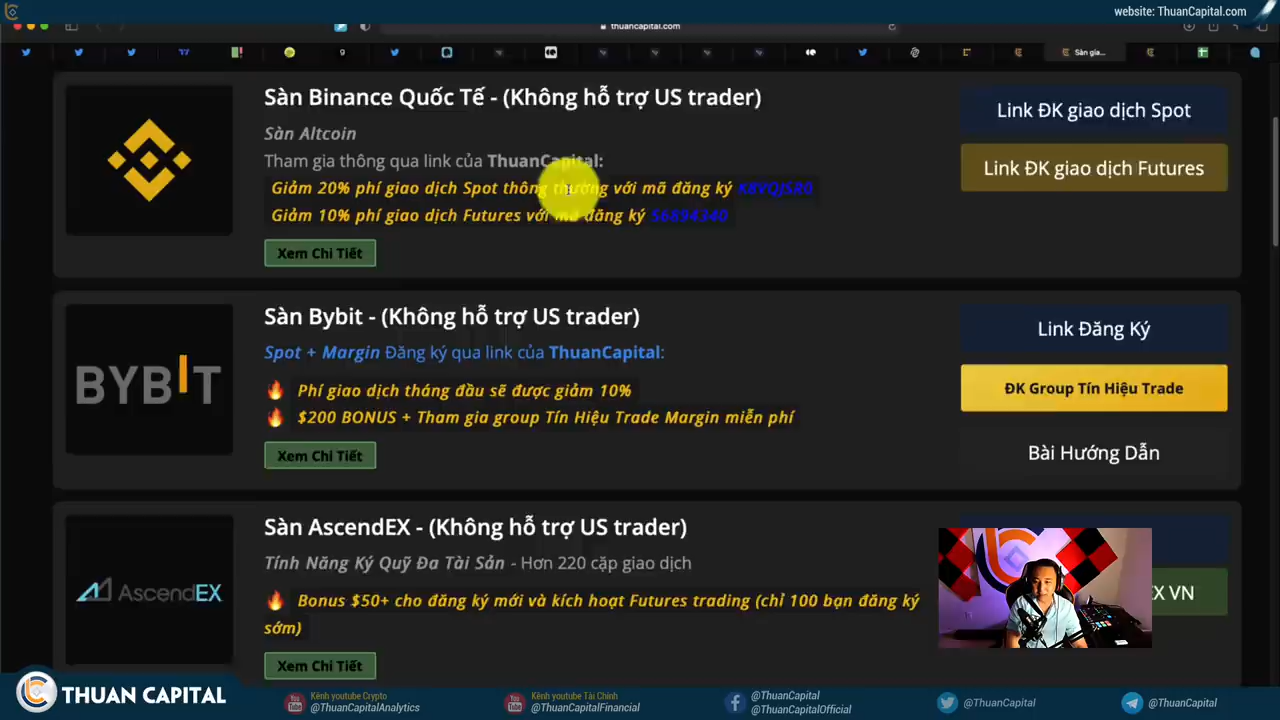 website: ThuanCapital.com
thuancapital.com
Sàn gia...
Sàn Binance Quốc Tế - (Không hỗ trợ US trader)
Link ĐK giao dịch Spot
Sàn Altcoin
Tham gia thông qua link của ThuanCapital:
Link ĐK giao dịch Futures
Giảm 20% phí giao dịch Spot thông thường với mã đăng ký K8VQJSR0
Giảm 10% phí giao dịch Futures với mã đăng ký 56894340
Xem Chi Tiết
Sàn Bybit - (Không hỗ trợ US trader)
Link Đăng Ký
Spot + Margin Đăng ký qua link của ThuanCapital:
BYBIT
Phí giao dịch tháng đầu sẽ được giảm 10%
ĐK Group Tín Hiệu Trade
$200 BONUS + Tham gia group Tín Hiệu Trade Margin miễn phí
Xem Chi Tiết
Bài Hướng Dẫn
Sàn AscendEX - (Không hỗ trợ US trader)
Tính Năng Ký Quỹ Đa Tài Sản - Hơn 220 cặp giao dịch
AscendEX
Bonus $50+ cho đăng ký mới và kích hoạt Futures trading (chỉ 100 bạn đăng ký
sớm)
EX VN
Xem Chi Tiết
THUAN CAPITAL
Kênh youtube Crypto
@ThuanCapitalAnalytics
Kênh youtube Tài Chính
@ThuanCapitalFinancial
@ThuanCapital
@ThuanCapitalOfficial
@ThuanCapital
@ThuanCapital